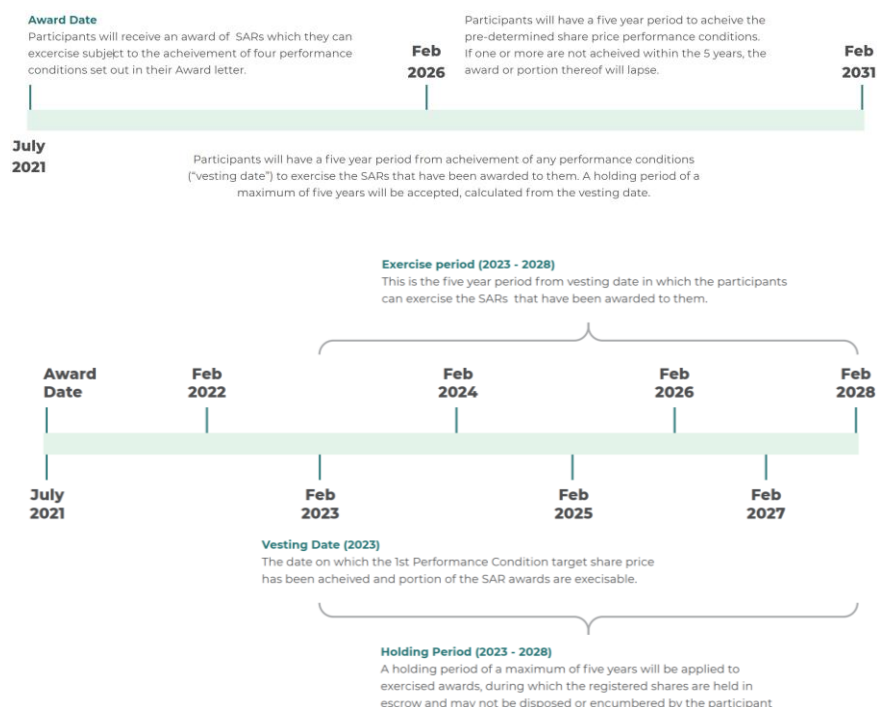 Award Date
Participants will receive an award of SARs which they can
excercise subject to the acheivement of four performance
conditions set out in their Award letter.
Feb
2026
Participants will have a five year period to acheive the
pre-determined share price performance conditions.
If one or more are not acheived within the 5 years, the
award or portion thereof will lapse.
Feb
2031
July
2021
Participants will have a five year period from acheivement of any performance conditions
("vesting date") to exercise the SARs that have been awarded to them. A holding period of a
maximum of five years will be accepted, calculated from the vesting date.
Exercise period (2023 - 2028)
This is the five year period from vesting date in which the participants
can exercise the SARs that have been awarded to them.
Award
Date
Feb
2022
Feb
2024
Feb
2026
Feb
2028
July
2021
Feb
2023
Feb
2025
Feb
2027
Vesting Date (2023)
The date on which the 1st Performance Condition target share price
has been acheived and portion of the SAR awards are execisable.
Holding Period (2023 - 2028)
A holding period of a maximum of five years will be applied to
exercised awards, during which the registered shares are held in
escrow and may not be disposed or encumbered by the participant